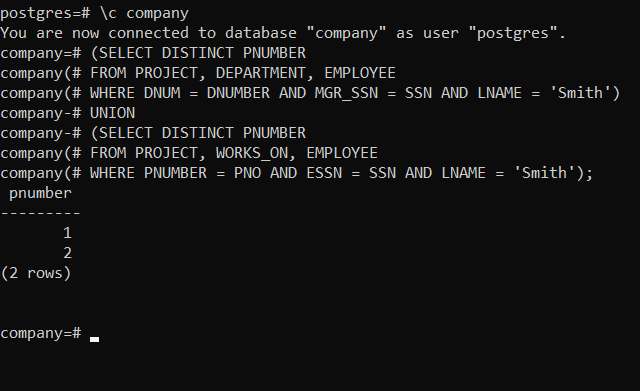 postgres=# \c company
You are now connected to database "company" as user "postgres".
company=# (SELECT DISTINCT PNUMBER
company(# FROM PROJECT, DEPARTMENT, EMPLOYEE
company(# WHERE DNUM = DNUMBER AND MGR_SSN = SSN AND LNAME = 'Smith')
company-# UNION
company-# (SELECT DISTINCT PNUMBER
company(# FROM PROJECT, WORKS_ON, EMPLOYEE
company(# WHERE PNUMBER = PNO AND ESSN = SSN AND LNAME = 'Smith');
 pnumber
---------
       1
       2
(2 rows)
company=#